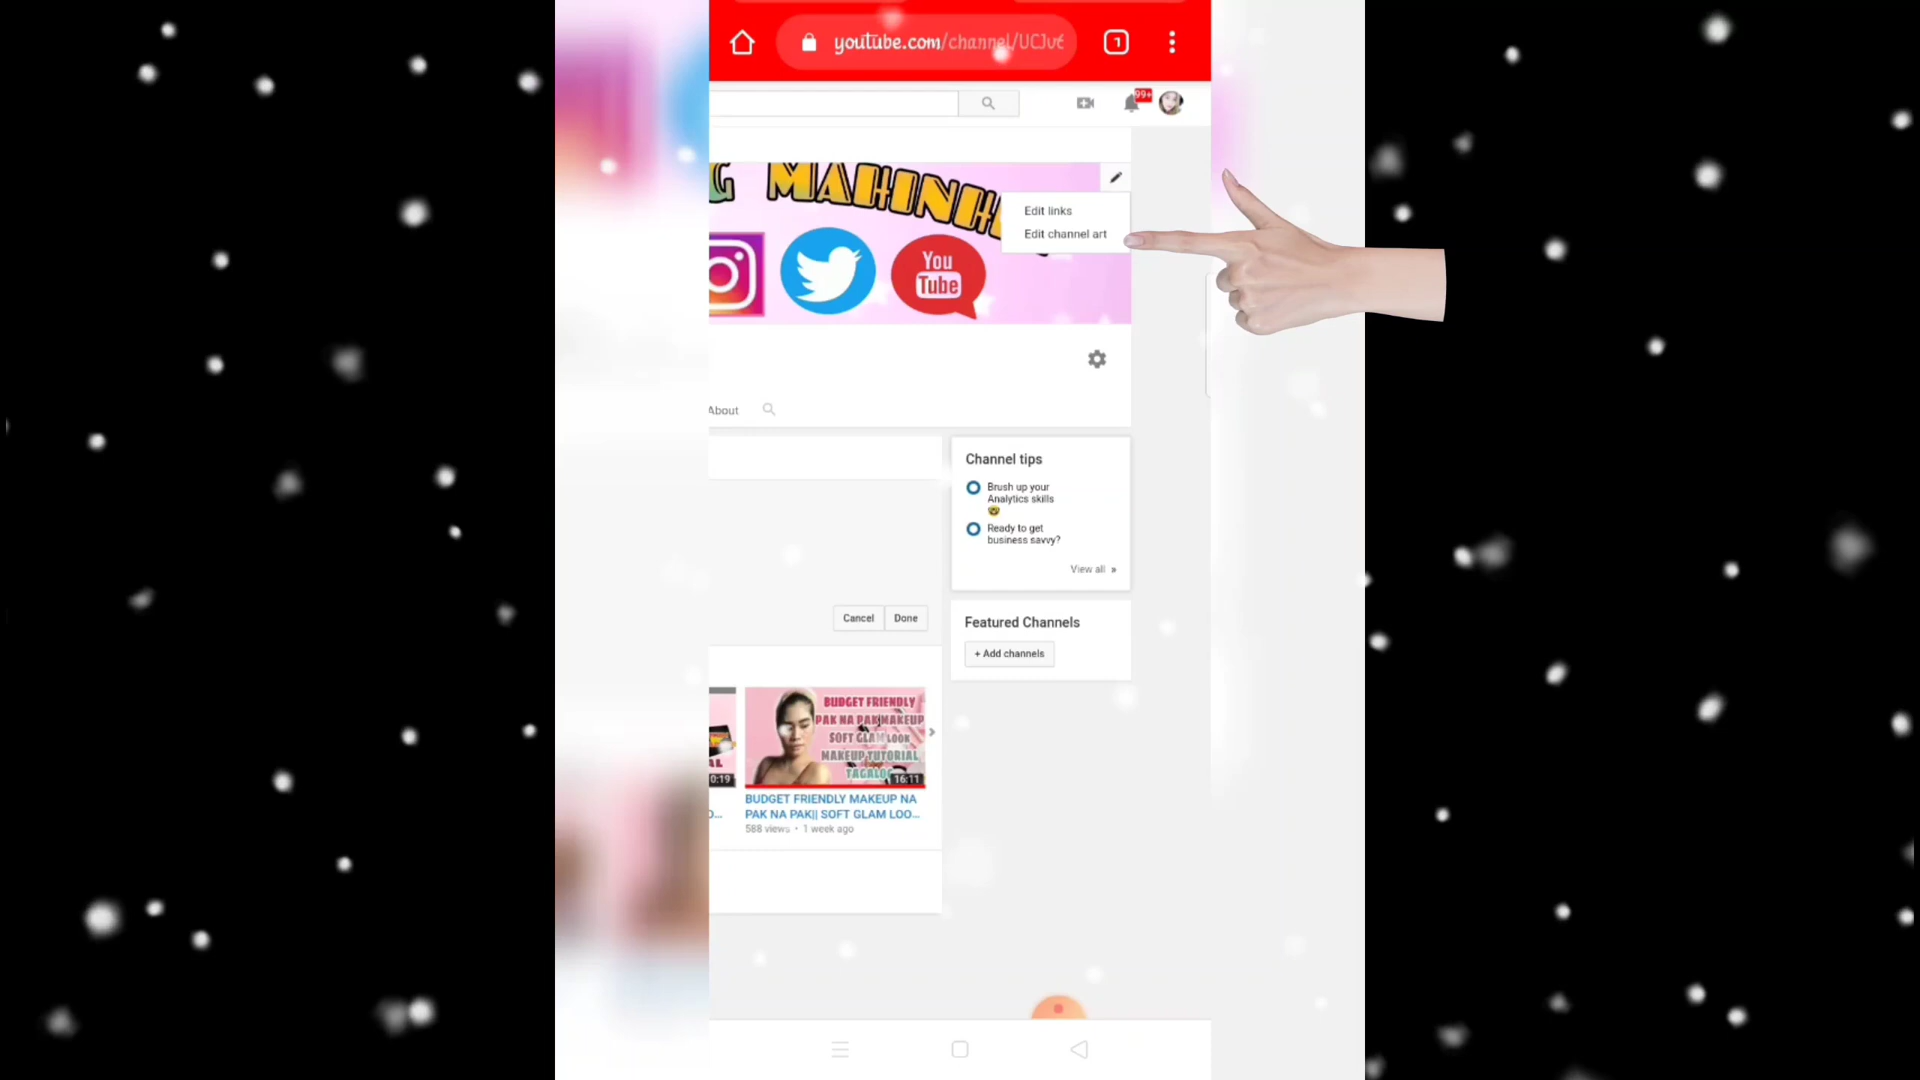 youtube.com/channel/UCJv6
1
99+
G MAHINH
Edit links
Edit channel art
You
Tube
About
Channel tips
Brush up your
Analytics skills
🤓
Ready to get
business savvy?
View all »
Cancel Done
Featured Channels
+ Add channels
BUDGET FRIENDLY
PAK NA PAK MAKEUP
SOFT GLAM LOOK
MAKEUP TUTORIAL
TAGALOG
AL
0:19
16:11
BUDGET FRIENDLY MAKEUP NA
PAK NA PAK|| SOFT GLAM LOO...
O...
588 views • 1 week ago